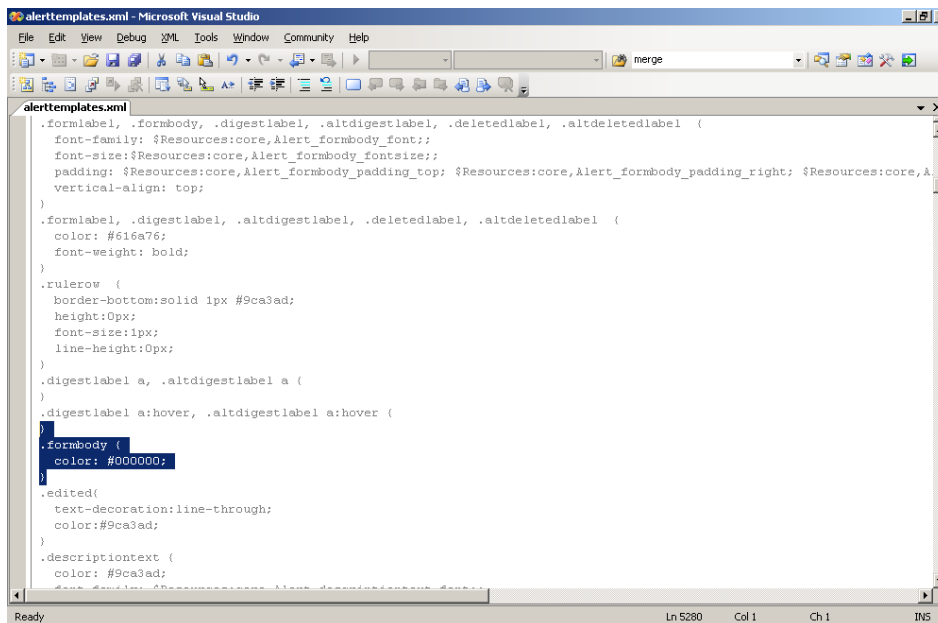 alerttemplates.xml - Microsoft Visual Studio
File Edit View Debug XML Tools Window Community Help
merge
alerttemplates.xml
.formlabel, .formbody, .digestlabel, .altdigestlabel, .deletedlabel, .altdeletedlabel {
font-family: $Resources:core,Alert_formbody_font;;
font-size:$Resources:core,Alert_formbody_fontsize;;
padding: $Resources:core,Alert_formbody_padding_top; $Resources:core,Alert_formbody_padding_right; $Resources:core,A
vertical-align: top;
}
.formlabel, .digestlabel, .altdigestlabel, .deletedlabel, .altdeletedlabel {
color: #616a76;
font-weight: bold;
}
.rulerow {
border-bottom:solid 1px #9ca3ad;
height:0px;
font-size:1px;
line-height:0px;
}
.digestlabel a, .altdigestlabel a {
}
.digestlabel a:hover, .altdigestlabel a:hover {
}
.formbody {
color: #000000;
}
.edited{
text-decoration:line-through;
color:#9ca3ad;
}
.descriptiontext {
color: #9ca3ad;
Ready Ln 5280 Col 1 Ch 1 INS